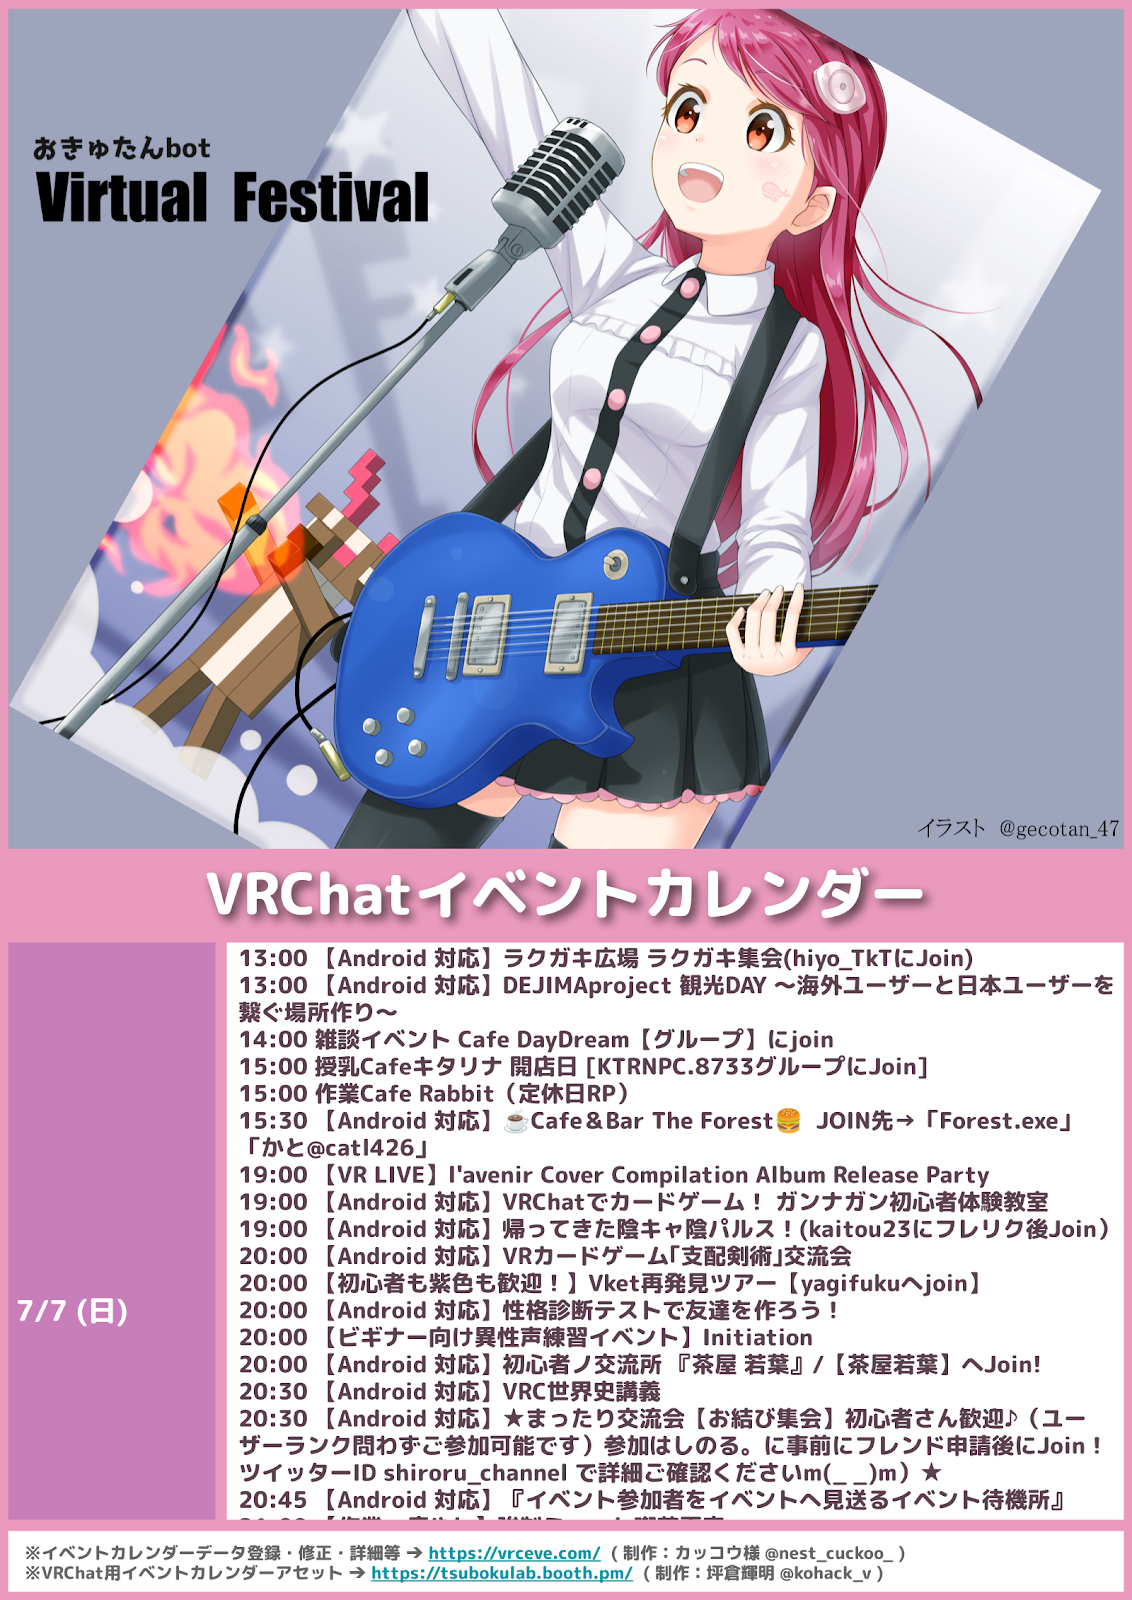 おきゅたんbot
Virtual Festival
イラスト @gecotan_47
VRChatイベントカレンダー
7/7 (日)
13:00 【Android 対応】ラクガキ広場 ラクガキ集会(hiyo_TkTにJoin)
13:00 【Android 対応】DEJIMAproject 観光DAY ～海外ユーザーと日本ユーザーを
繋ぐ場所作り～
14:00 雑談イベント Cafe DayDream【グループ】にjoin
15:00 授乳Cafeキタリナ 開店日 [KTRNPC.8733グループにJoin]
15:00 作業Cafe Rabbit（定休日RP）
15:30 【Android 対応】☕Cafe＆Bar The Forest🍔 JOIN先→「Forest.exe」
「かと@catl426」
19:00 【VR LIVE】l'avenir Cover Compilation Album Release Party
19:00 【Android 対応】VRChatでカードゲーム！ ガンナガン初心者体験教室
19:00 【Android 対応】帰ってきた陰キャ陰パルス！(kaitou23にフレリク後Join）
20:00 【Android 対応】VRカードゲーム｢支配剣術｣交流会
20:00 【初心者も紫色も歓迎！】Vket再発見ツアー【yagifukuへjoin】
20:00 【Android 対応】性格診断テストで友達を作ろう！
20:00 【ビギナー向け異性声練習イベント】Initiation
20:00 【Android 対応】初心者ノ交流所 『茶屋 若葉』/【茶屋若葉】へJoin!
20:30 【Android 対応】VRC世界史講義
20:30 【Android 対応】★まったり交流会【お結び集会】初心者さん歓迎♪（ユー
ザーランク問わずご参加可能です）参加はしのる。に事前にフレンド申請後にJoin！
ツイッターID shiroru_channel で詳細ご確認くださいm(_ _)m）★
20:45 【Android 対応】『イベント参加者をイベントへ見送るイベント待機所』
※イベントカレンダーデータ登録・修正・詳細等 → https://vrceve.com/ ( 制作：カッコウ様 @nest_cuckoo_ )
※VRChat用イベントカレンダーアセット → https://tsubokulab.booth.pm/ ( 制作：坪倉輝明 @kohack_v )